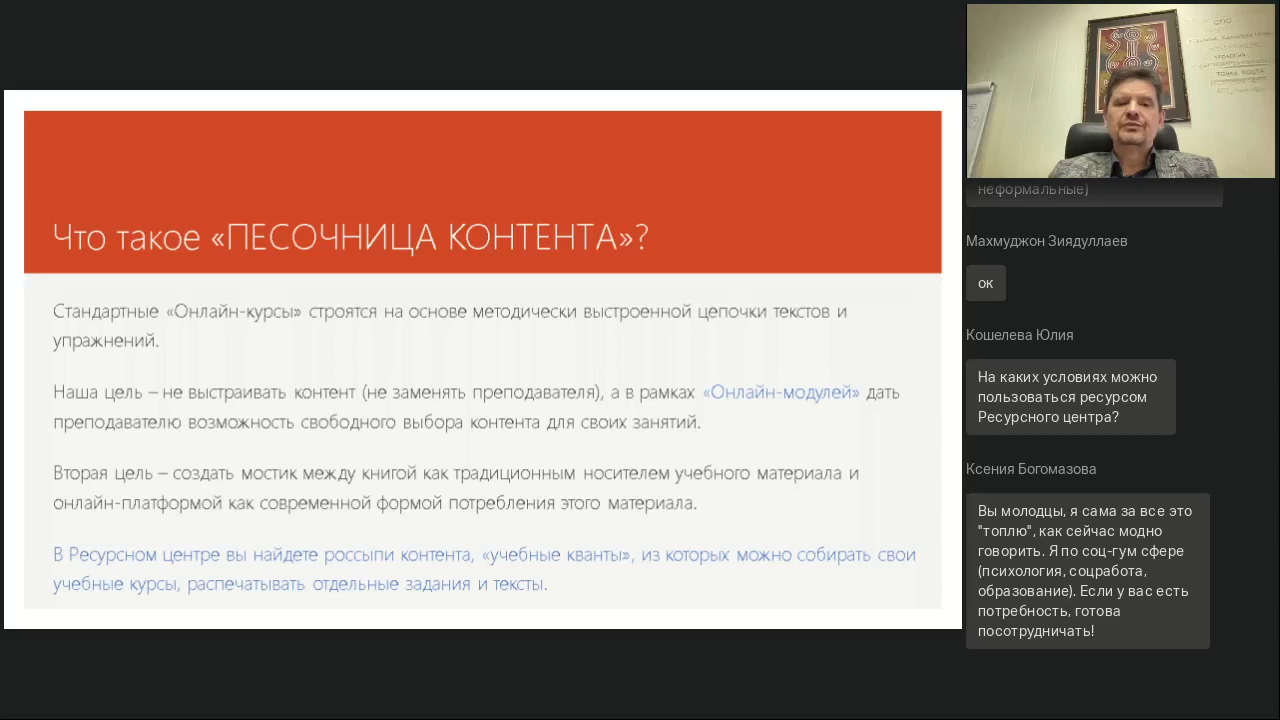 Что такое «ПЕСОЧНИЦА КОНТЕНТА»?
Стандартные «Онлайн-курсы» строятся на основе методически выстроенной цепочки текстов и
упражнений.
Наша цель – не выстраивать контент (не заменять преподавателя), а в рамках «Онлайн-модулей» дать
преподавателю возможность свободного выбора контента для своих занятий.
Вторая цель – создать мостик между книгой как традиционным носителем учебного материала и
онлайн-платформой как современной формой потребления этого материала.
В Ресурсном центре вы найдете россыпи контента, «учебные кванты», из которых можно собирать свои
учебные курсы, распечатывать отдельные задания и тексты.
ТОЧКА РОСТА
неформальные)
Махмуджон Зиядуллаев
ок
Кошелева Юлия
На каких условиях можно
пользоваться ресурсом
Ресурсного центра?
Ксения Богомазова
Вы молодцы, я сама за все это
"топлю", как сейчас модно
говорить. Я по соц-гум сфере
(психология, соцработа,
образование). Если у вас есть
потребность, готова
посотрудничать!